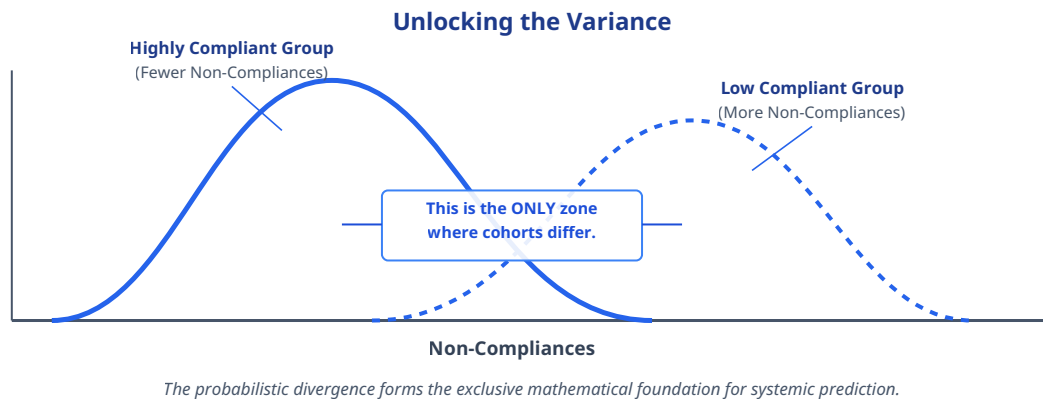 Unlocking the Variance
Highly Compliant Group
(Fewer Non-Compliances)
Low Compliant Group
(More Non-Compliances)
This is the ONLY zone
where cohorts differ.
Non-Compliances
The probabilistic divergence forms the exclusive mathematical foundation for systemic prediction.